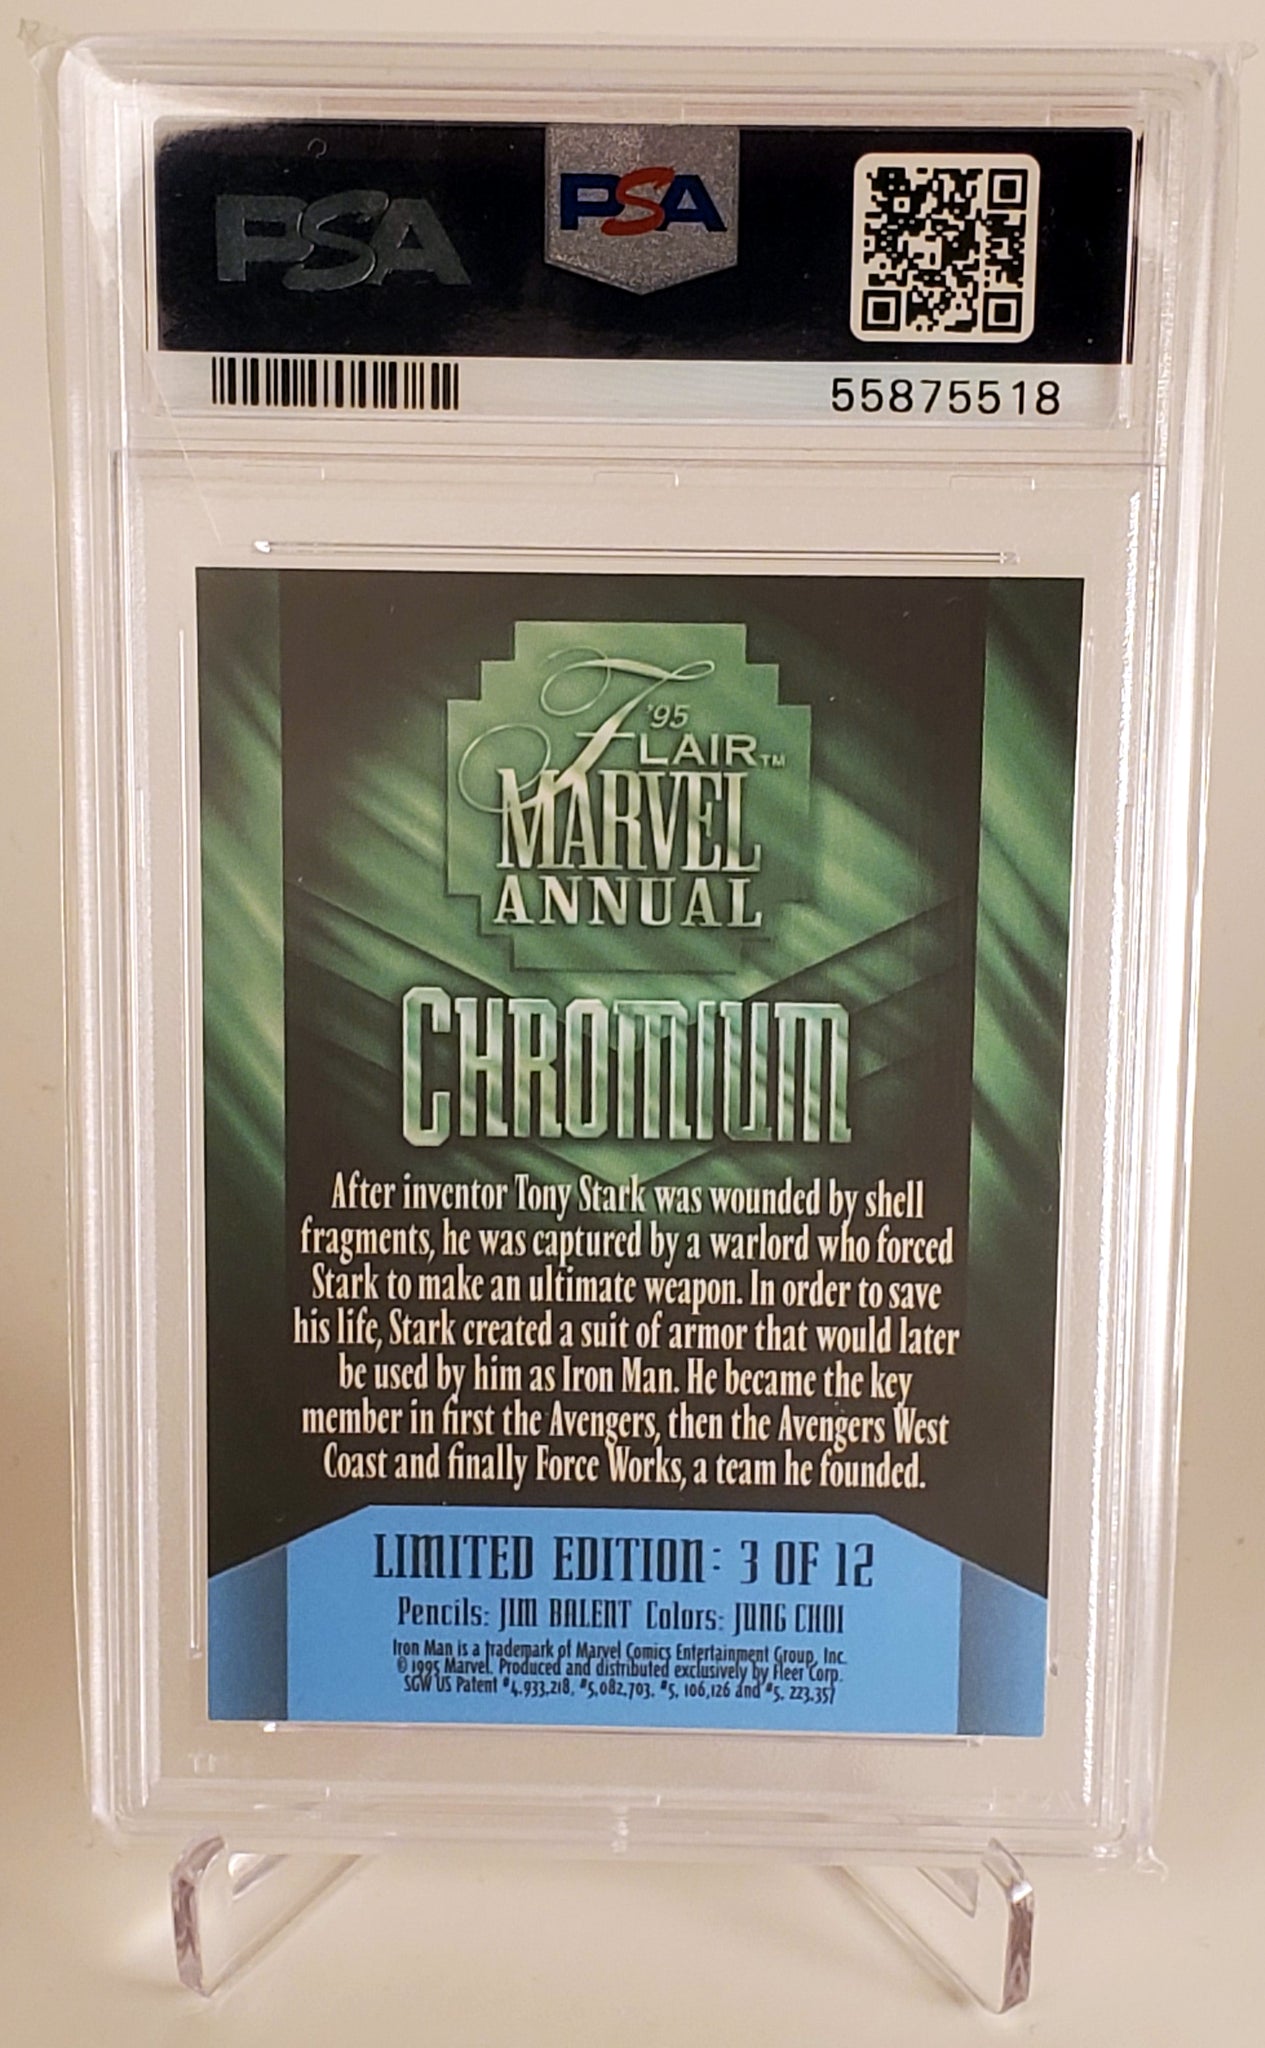 PSA
PSA
55875518
'95
FLAIR™
MARVEL
ANNUAL
CHROMIUM
After inventor Tony Stark was wounded by shell
fragments, he was captured by a warlord who forced
Stark to make an ultimate weapon. In order to save
his life, Stark created a suit of armor that would later
be used by him as Iron Man. He became the key
member in first the Avengers, then the Avengers West
Coast and finally Force Works, a team he founded.
LIMITED EDITION: 3 OF 12
Pencils: JIM BALENT Colors: JUNG CHOI
Iron Man is a trademark of Marvel Comics Entertainment Group, Inc.
© 1995 Marvel. Produced and distributed exclusively by Fleer Corp.
SGW US Patent #4,933,218, #5,082,703, #5, 106,126 and #5, 223,357